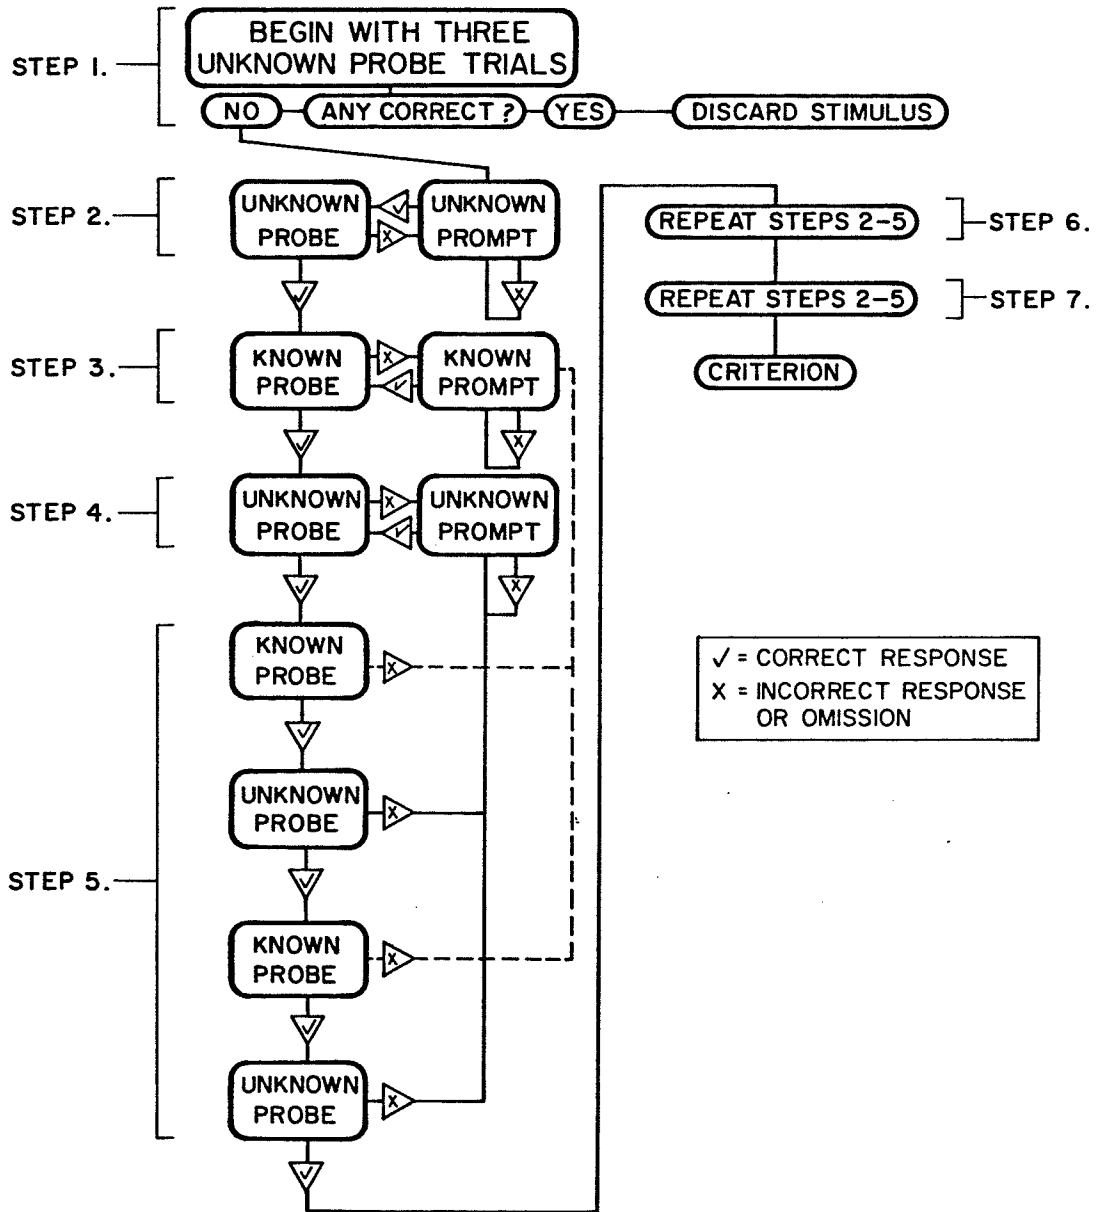 STEP 1.
BEGIN WITH THREE
UNKNOWN PROBE TRIALS
NO
ANY CORRECT ?
YES
DISCARD STIMULUS
STEP 2.
UNKNOWN
PROBE
✓
X
UNKNOWN
PROMPT
✓
X
STEP 3.
KNOWN
PROBE
X
✓
KNOWN
PROMPT
✓
X
STEP 4.
UNKNOWN
PROBE
X
✓
UNKNOWN
PROMPT
✓
X
STEP 5.
KNOWN
PROBE
X
✓
UNKNOWN
PROBE
X
✓
KNOWN
PROBE
X
✓
UNKNOWN
PROBE
X
✓
REPEAT STEPS 2-5
STEP 6.
REPEAT STEPS 2-5
STEP 7.
CRITERION
✓ = CORRECT RESPONSE
X = INCORRECT RESPONSE
OR OMISSION